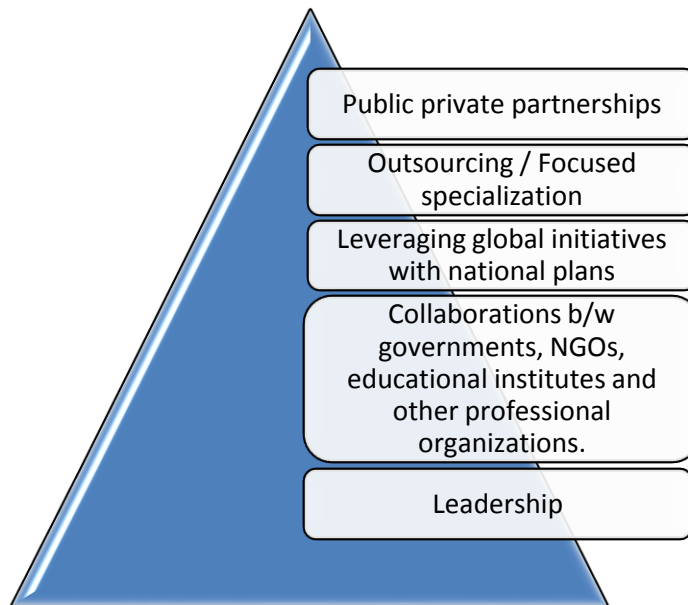 Public private partnerships
Outsourcing / Focused
specialization
Leveraging global initiatives
with national plans
Collaborations b/w
governments, NGOs,
educational institutes and
other professional
organizations.
Leadership